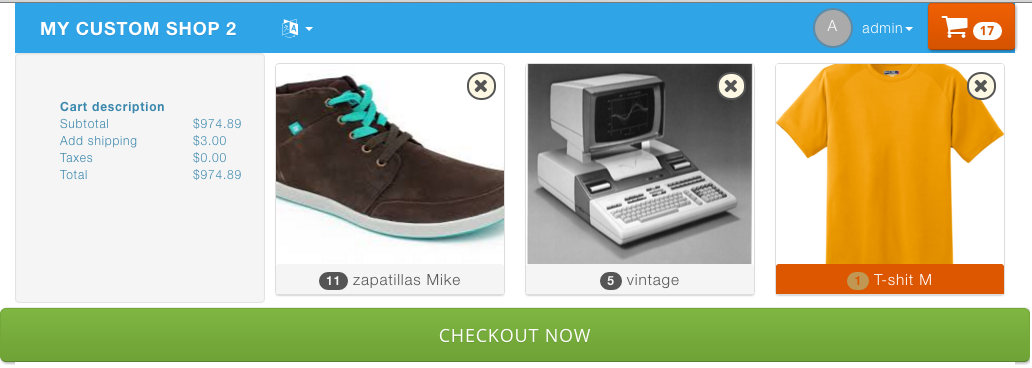 MY CUSTOM SHOP 2
A admin 17
Cart description
Subtotal $974.89
Add shipping $3.00
Taxes $0.00
Total $974.89
11 zapatillas Mike
5 vintage
1 T-shit M
CHECKOUT NOW